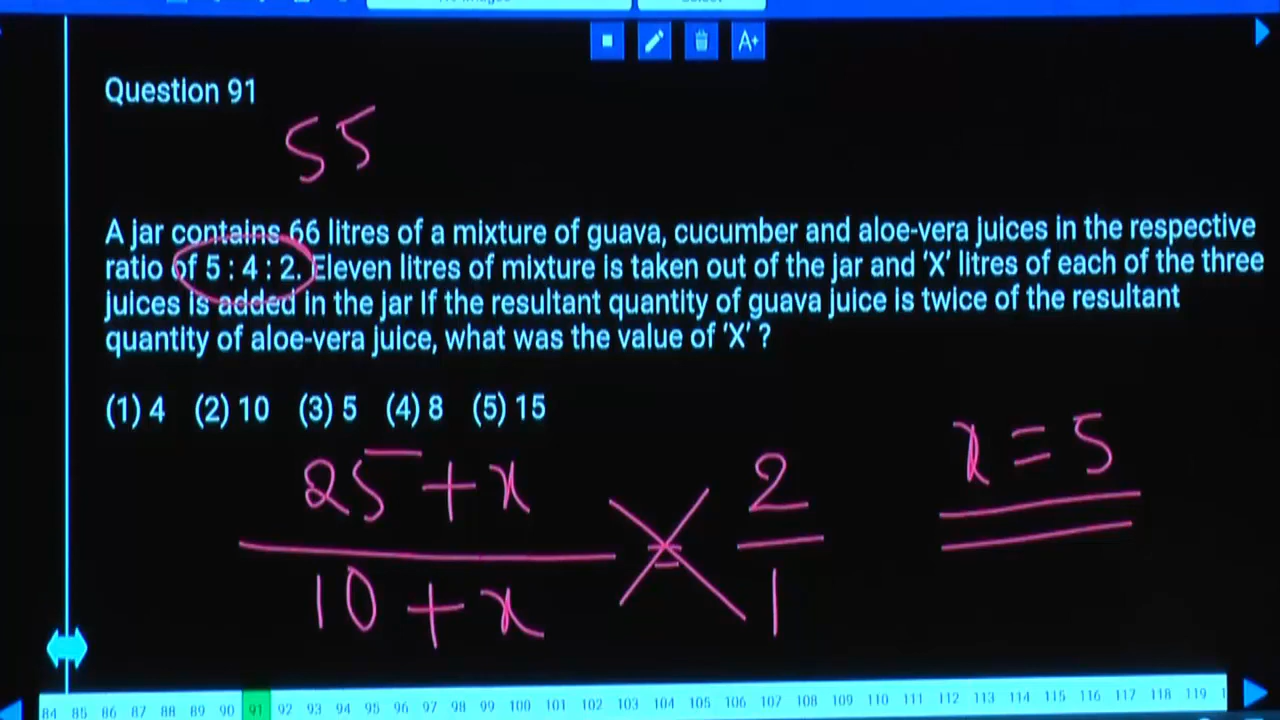 Question 91
55
A jar contains 66 litres of a mixture of guava, cucumber and aloe-vera juices in the respective
ratio of 5 : 4 : 2. Eleven litres of mixture is taken out of the jar and ‘X’ litres of each of the three
juices is added in the jar If the resultant quantity of guava juice is twice of the resultant
quantity of aloe-vera juice, what was the value of ‘X’ ?
(1) 4 (2) 10 (3) 5 (4) 8 (5) 15
25 + x
10 + x
=
2
1
x = 5
84 85 86 87 88 89 90 91 92 93 94 95 96 97 98 99 100 101 102 103 104 105 106 107 108 109 110 111 112 113 114 115 116 117 118 119
A+